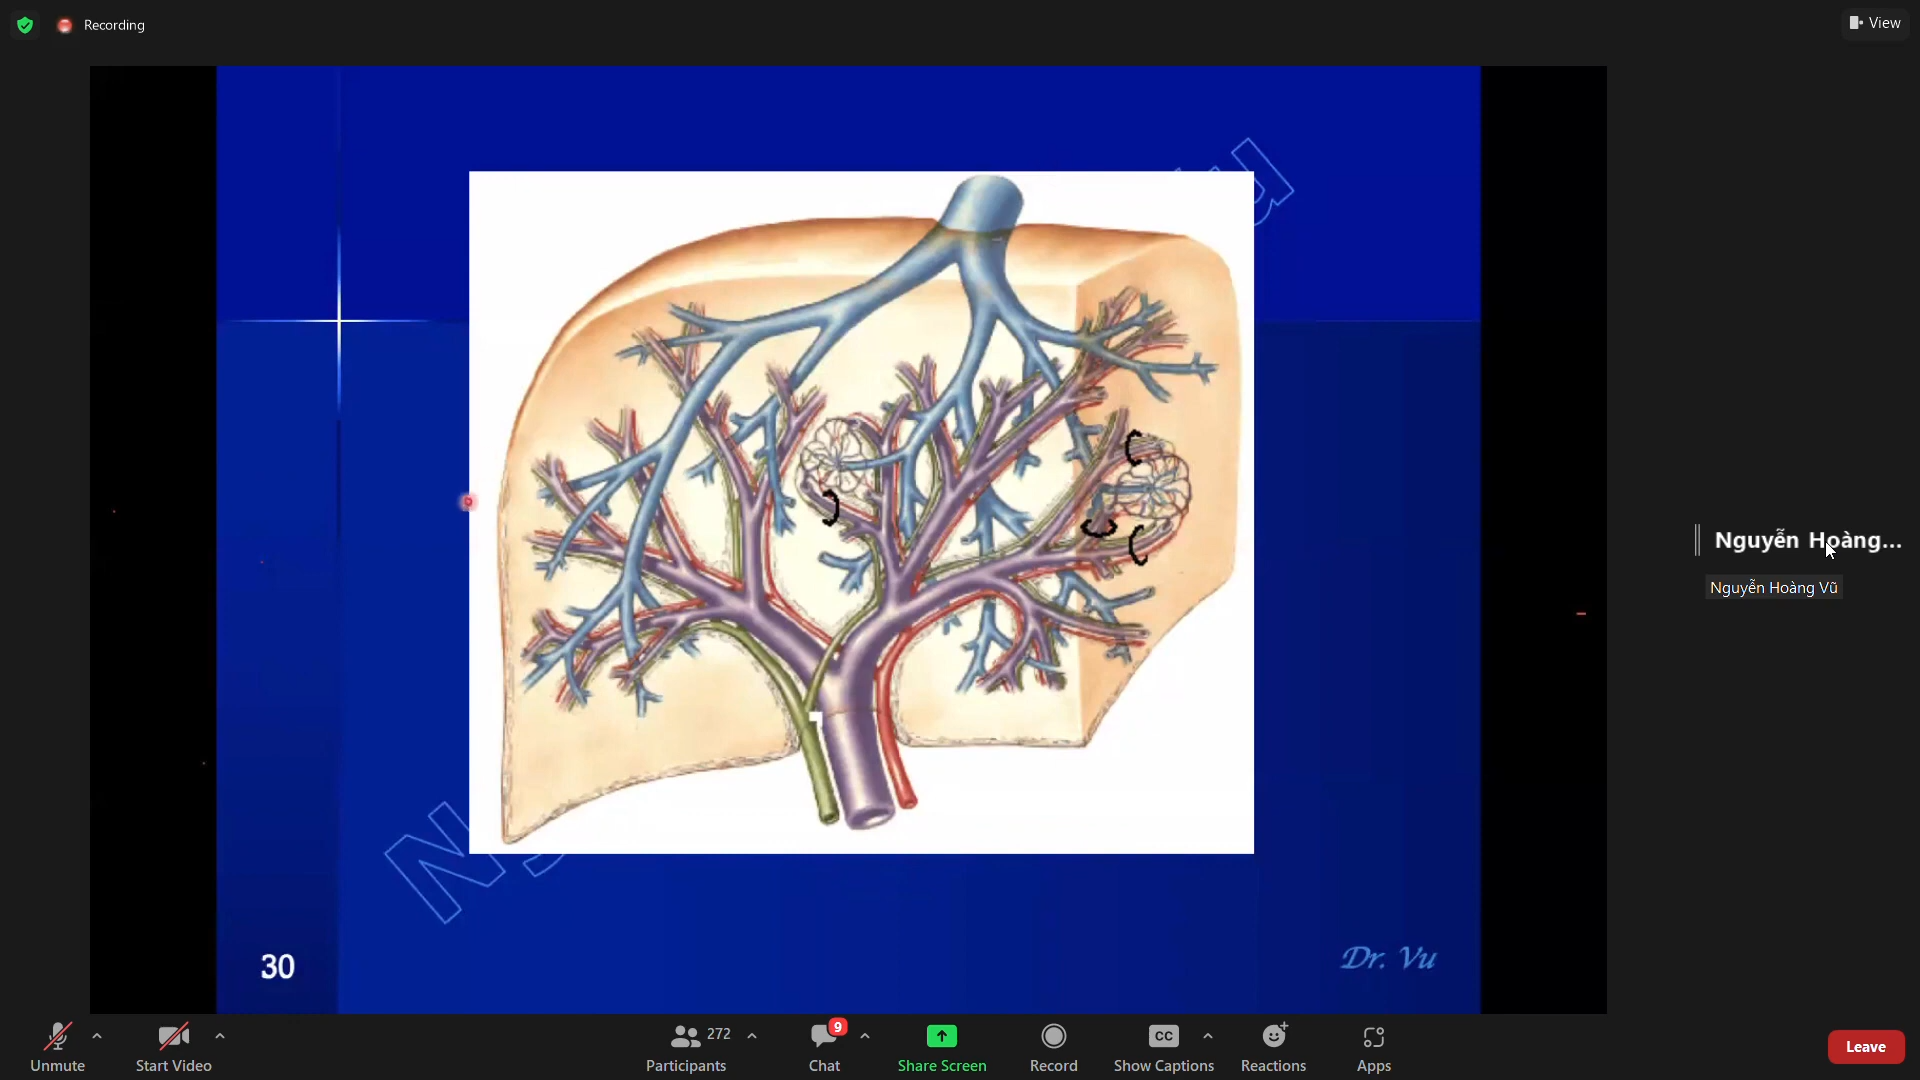 Recording
View
Nguyễn Hoàng...
Nguyễn Hoàng Vũ
30
Dr. Vu
Unmute
Start Video
272
Participants
9
Chat
Share Screen
Record
CC
Show Captions
Reactions
Apps
Leave